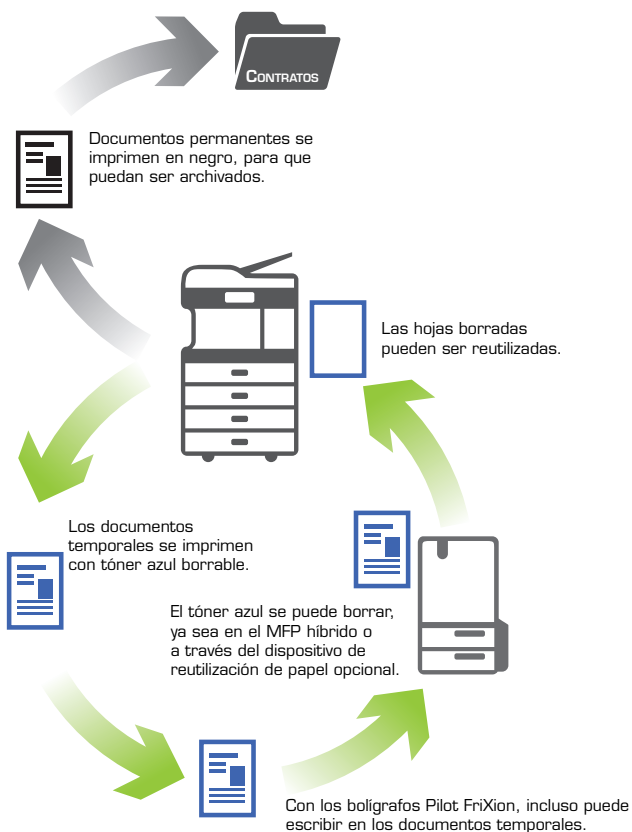 CONTRATOS
Documentos permanentes se
imprimen en negro, para que
puedan ser archivados.
Las hojas borradas
pueden ser reutilizadas.
Los documentos
temporales se imprimen
con tóner azul borrable.
El tóner azul se puede borrar,
ya sea en el MFP híbrido o
a través del dispositivo de
reutilización de papel opcional.
Con los bolígrafos Pilot FriXion, incluso puede
escribir en los documentos temporales.